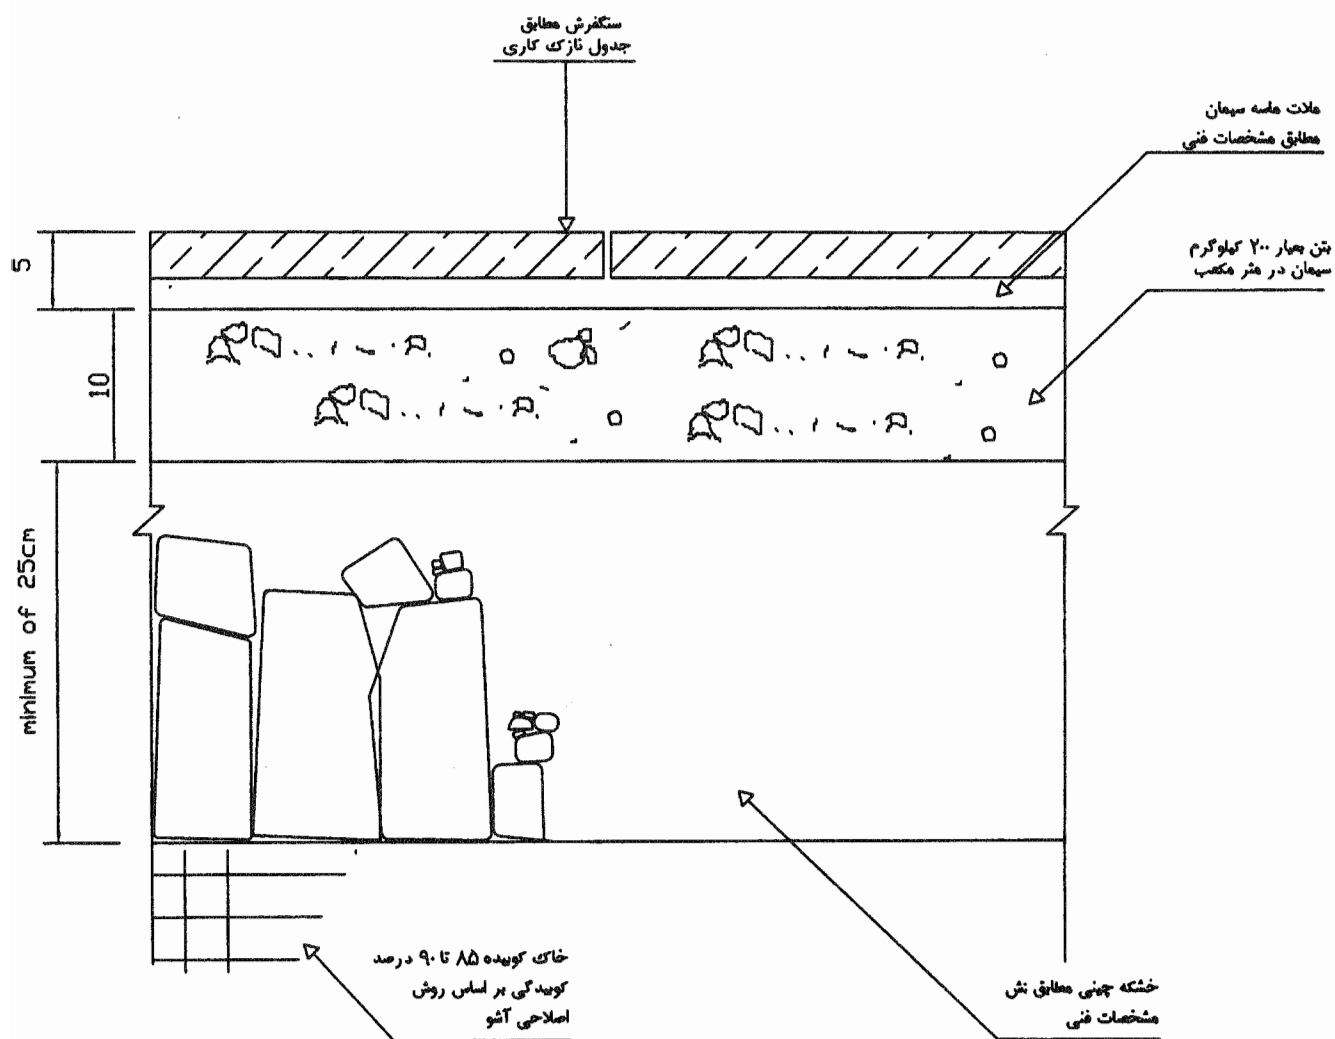 سنگفرش مطابق
جدول نازک کاری
ملات ماسه سیمان
مطابق مشخصات فنی
بتن بعیار ۲۰۰ کیلوگرم
سیمان در متر مکعب
5
10
minimum of 25cm
خاک کوبیده ۸۵ تا ۹۰ درصد
کوبیدگی بر اساس روش
اصلاحی آشو
خشکه چینی مطابق نش
مشخصات فنی